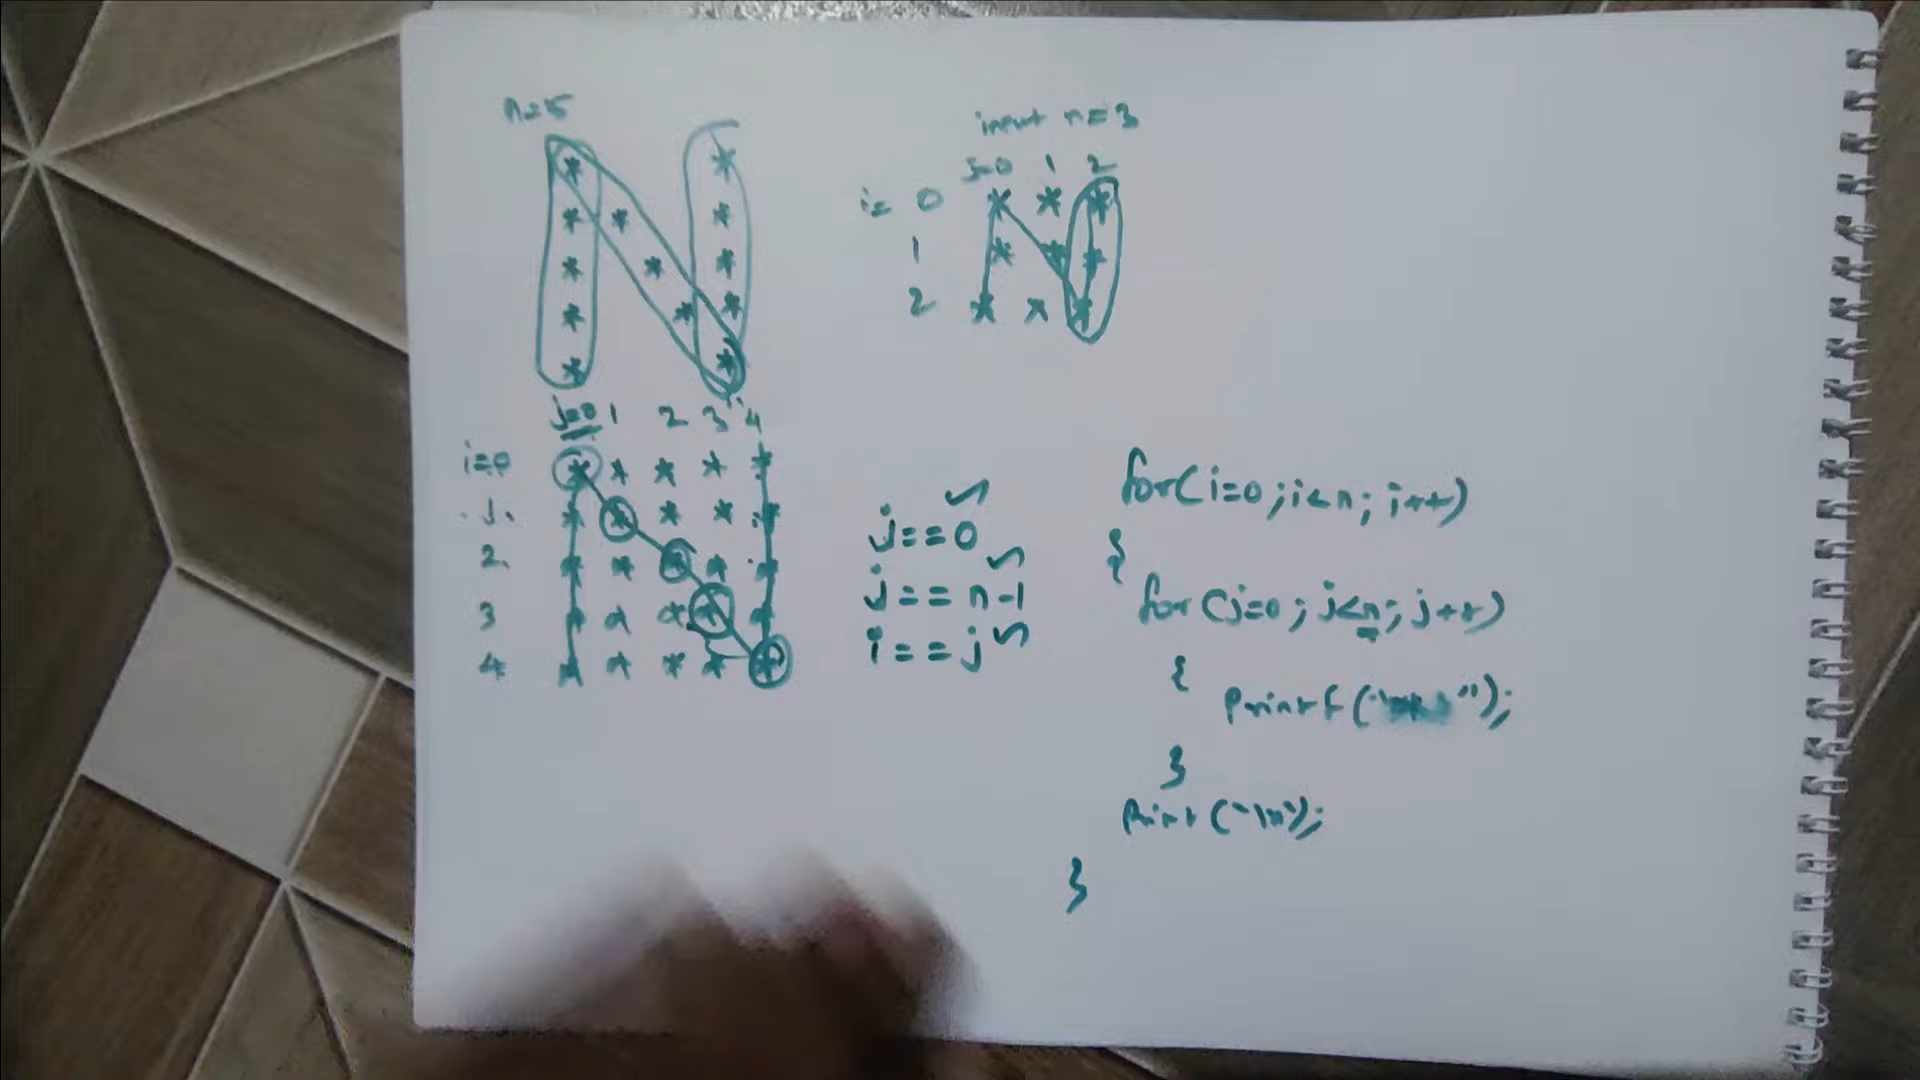 n=5
*       *
* *     *
*   *   *
*     * *
*       *
input n=3
j=0 1 2
i= 0 * * *
1 * * *
2 * * *
j=0 1 2 3 4
i=0 * * * * *
1. * * * * *
2. * * * * *
3 * * * * *
4 * * * * *
j==0 ✓
j==n-1 ✓
i==j ✓
for(i=0;i<n;i++)
{
for(j=0;j<n;j++)
{
printf("    ");
}
print("\n");
}